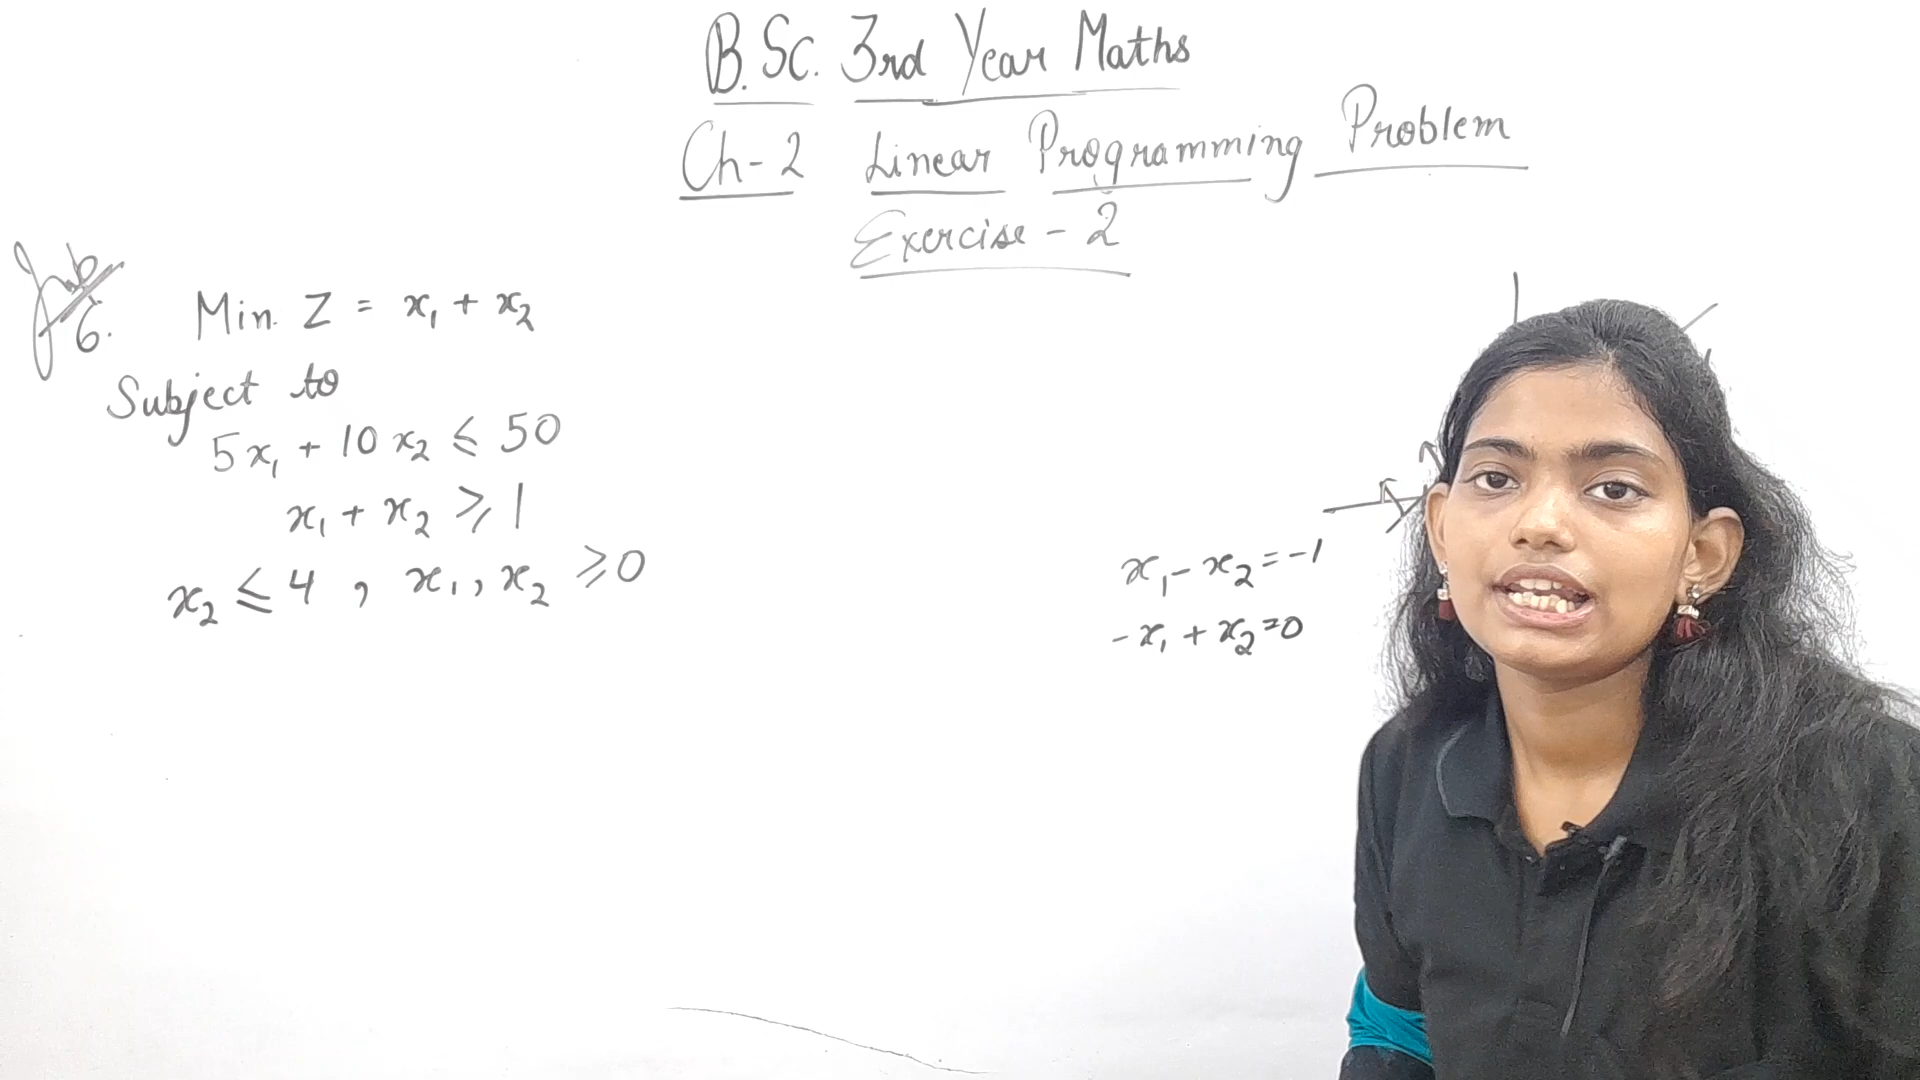 B.Sc. 3rd Year Maths
Ch-2 Linear Programming Problem
Exercise - 2
6. Min. Z = x₁ + x₂
Subject to
5x₁ + 10x₂ ≤ 50
x₁ + x₂ ≥ 1
x₂ ≤ 4 , x₁, x₂ ≥ 0
x₁ - x₂ = -1
-x₁ + x₂ = 0